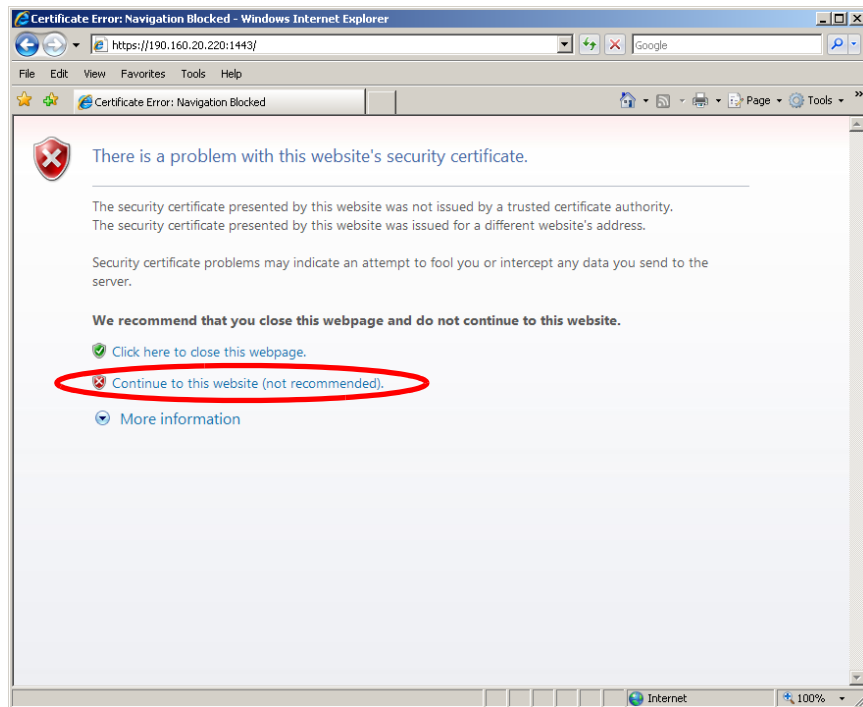 Certificate Error: Navigation Blocked - Windows Internet Explorer
https://190.160.20.220:1443/
Google
File Edit View Favorites Tools Help
Certificate Error: Navigation Blocked
Page Tools »
There is a problem with this website's security certificate.
The security certificate presented by this website was not issued by a trusted certificate authority.
The security certificate presented by this website was issued for a different website's address.
Security certificate problems may indicate an attempt to fool you or intercept any data you send to the
server.
We recommend that you close this webpage and do not continue to this website.
Click here to close this webpage.
Continue to this website (not recommended).
More information
Internet
100%